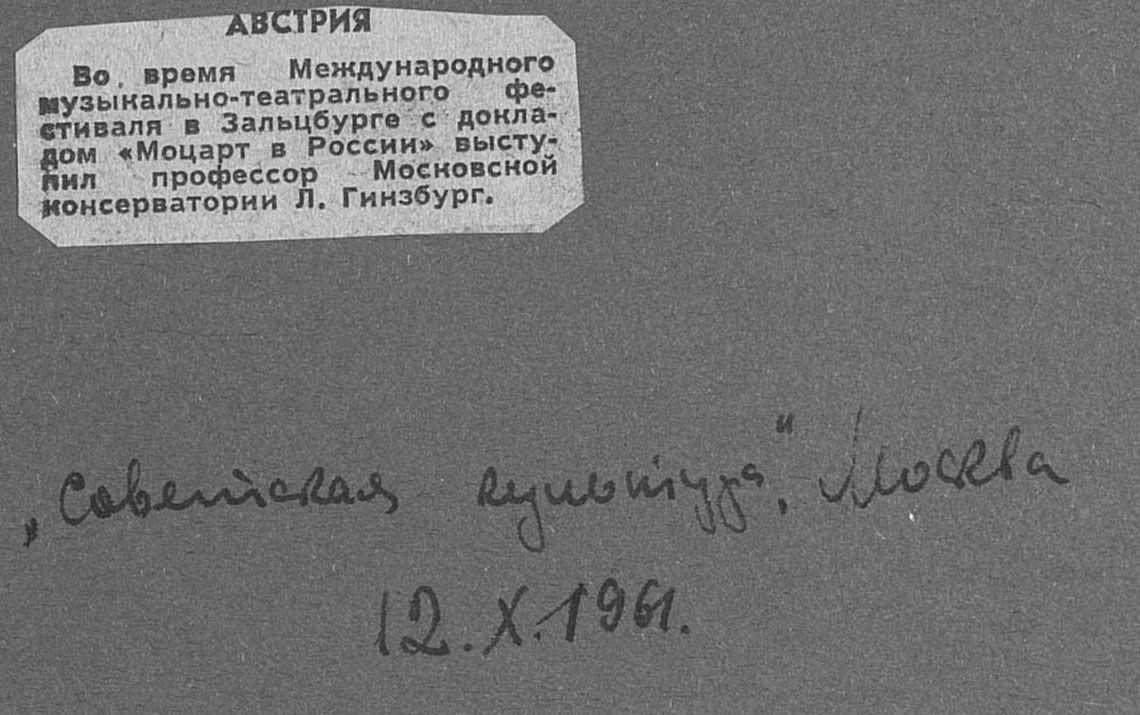 АВСТРИЯ
Во время Международного
музыкально-театрального фе-
стиваля в Зальцбурге с докла-
дом «Моцарт в России» высту-
пил профессор Московской
консерватории Л. Гинзбург.
„Советская культура“, Москва
12.X.1961.